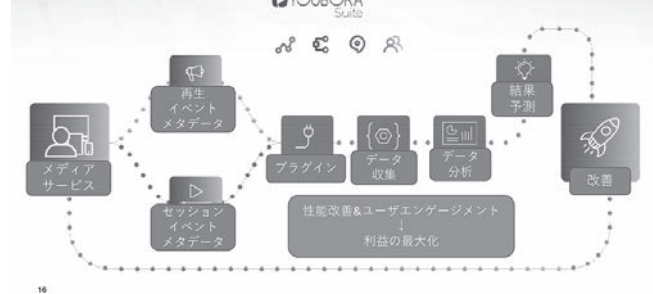 YOUBORA
Suite
再生
イベント
メタデータ
メディア
サービス
セッション
イベント
メタデータ
プラグイン
データ
収集
データ
分析
結果
予測
改善
性能改善&ユーザエンゲージメント
↓
利益の最大化
16